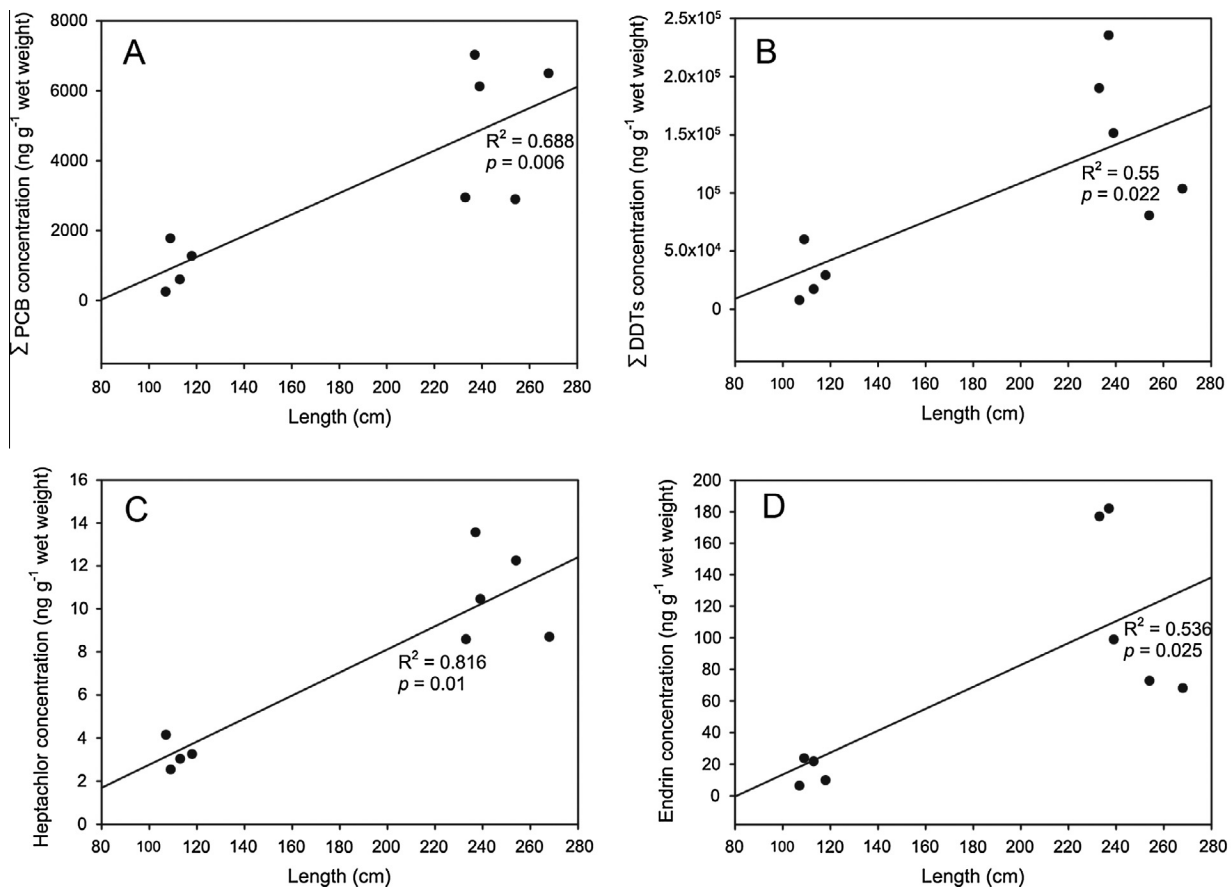 A
∑ PCB concentration (ng g⁻¹ wet weight)
8000
6000
4000
2000
0
R² = 0.688
p = 0.006
80 100 120 140 160 180 200 220 240 260 280
Length (cm)
B
∑ DDTs concentration (ng g⁻¹ wet weight)
2.5x10⁵
2.0x10⁵
1.5x10⁵
10⁵
5.0x10⁴
0
R² = 0.55
p = 0.022
80 100 120 140 160 180 200 220 240 260 280
Length (cm)
C
Heptachlor concentration (ng g⁻¹ wet weight)
16
14
12
10
8
6
4
2
0
R² = 0.816
p = 0.01
80 100 120 140 160 180 200 220 240 260 280
Length (cm)
D
Endrin concentration (ng g⁻¹ wet weight)
200
180
160
140
120
100
80
60
40
20
0
R² = 0.536
p = 0.025
80 100 120 140 160 180 200 220 240 260 280
Length (cm)